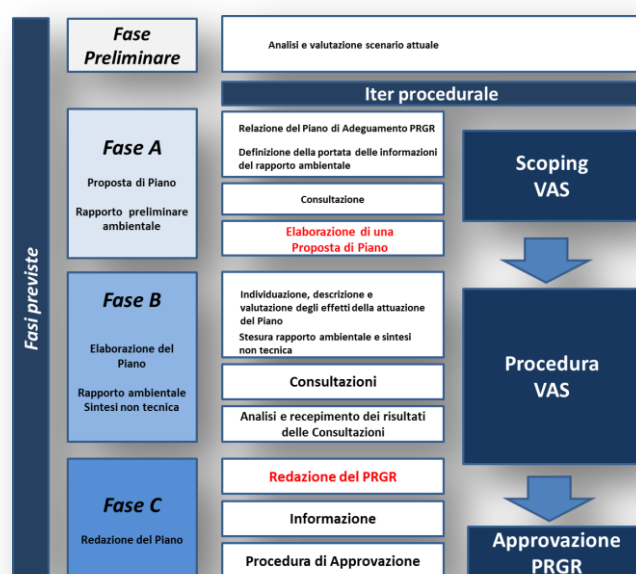 Fasi previste
Fase
Preliminare
Analisi e valutazione scenario attuale
Iter procedurale
Fase A
Proposta di Piano
Rapporto preliminare
ambientale
Relazione del Piano di Adeguamento PRGR
Definizione della portata delle informazioni
del rapporto ambientale
Consultazione
Elaborazione di una
Proposta di Piano
Scoping
VAS
Fase B
Elaborazione del
Piano
Rapporto ambientale
Sintesi non tecnica
Individuazione, descrizione e
valutazione degli effetti della attuazione
del Piano
Stesura rapporto ambientale e sintesi
non tecnica
Consultazioni
Analisi e recepimento dei risultati
delle Consultazioni
Procedura
VAS
Fase C
Redazione del Piano
Redazione del PRGR
Informazione
Procedura di Approvazione
Approvazione
PRGR